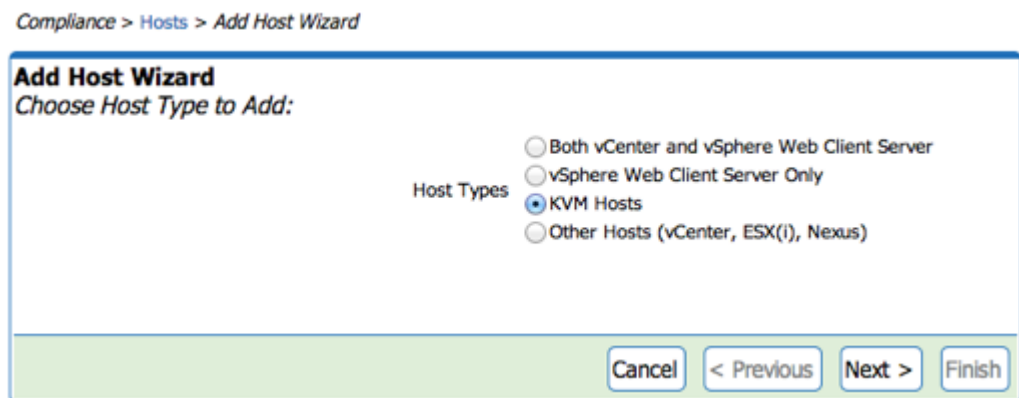 Compliance > Hosts > Add Host Wizard
Add Host Wizard
Choose Host Type to Add:
Host Types
Both vCenter and vSphere Web Client Server
vSphere Web Client Server Only
KVM Hosts
Other Hosts (vCenter, ESX(i), Nexus)
Cancel < Previous Next > Finish